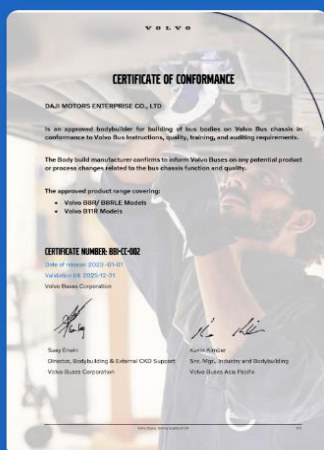 VOLVO
CERTIFICATE OF CONFORMANCE
DAJI MOTORS ENTERPRISE CO., LTD
Is an approved bodybuilder for building of bus bodies on Volvo Bus chassis in
conformance to Volvo Bus Instructions, quality, training, and auditing requirements.
The Body build manufacturer confirms to inform Volvo Buses on any potential product
or process changes related to the bus chassis function and quality.
The approved product range covering:
• Volvo B8R/ B8RLE Models
• Volvo B11R Models
CERTIFICATE NUMBER: BBI-CC-002
Date of release: 2023.-01-01
Validation till: 2025-12-31
Volvo Buses Corporation
Director, Bodybuilding & External CKD Support
Snr. Mgr., Industry and Bodybuilding
Volvo Buses Corporation
Volvo Buses Asia Pacific